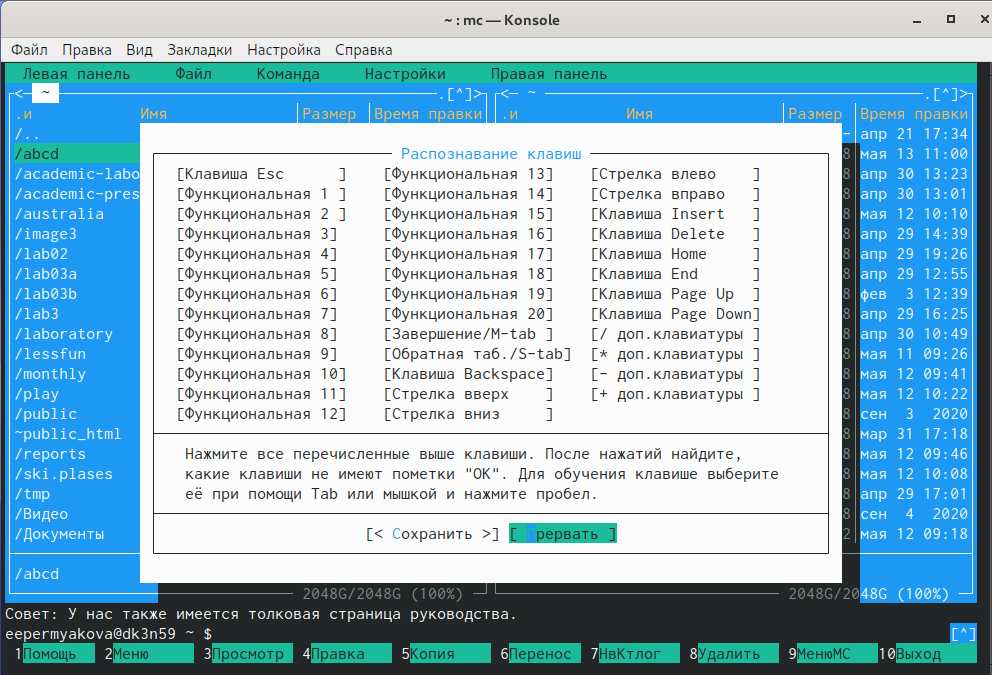 ~ : mc — Konsole
Файл Правка Вид Закладки Настройка Справка
Левая панель Файл Команда Настройки Правая панель
<— ~ .[^]> <— ~ .[^]>
.и Имя Размер Время правки .и Имя Размер Время правки
/.. апр 21 17:34
/abcd 8 мая 13 11:00
/academic-labo 8 апр 30 13:23
/academic-pres 8 апр 30 13:01
/australia 8 мая 12 10:10
/image3 8 апр 29 14:39
/lab02 8 апр 29 19:26
/lab03a 8 апр 29 12:55
/lab03b 8 фев 3 12:39
/lab3 8 апр 29 16:25
/laboratory 8 апр 30 10:49
/lessfun 8 мая 11 09:26
/monthly 8 мая 12 09:41
/play 8 мая 12 10:22
/public 8 сен 3 2020
~public_html 8 мар 31 17:18
/reports 8 мая 12 09:46
/ski.plases 8 мая 12 10:08
/tmp 8 апр 29 17:01
/Видео 8 сен 4 2020
/Документы 2 мая 12 09:18
/abcd
2048G/2048G (100%) 2048G/2048G (100%)
Распознавание клавиш
[Клавиша Esc ] [Функциональная 13] [Стрелка влево ]
[Функциональная 1 ] [Функциональная 14] [Стрелка вправо ]
[Функциональная 2 ] [Функциональная 15] [Клавиша Insert ]
[Функциональная 3] [Функциональная 16] [Клавиша Delete ]
[Функциональная 4] [Функциональная 17] [Клавиша Home ]
[Функциональная 5] [Функциональная 18] [Клавиша End ]
[Функциональная 6] [Функциональная 19] [Клавиша Page Up ]
[Функциональная 7] [Функциональная 20] [Клавиша Page Down]
[Функциональная 8] [Завершение/M-tab ] [/ доп.клавиатуры ]
[Функциональная 9] [Обратная таб./S-tab] [* доп.клавиатуры ]
[Функциональная 10] [Клавиша Backspace] [- доп.клавиатуры ]
[Функциональная 11] [Стрелка вверх ] [+ доп.клавиатуры ]
[Функциональная 12] [Стрелка вниз ]
Нажмите все перечисленные выше клавиши. После нажатий найдите,
какие клавиши не имеют пометки "OK". Для обучения клавише выберите
её при помощи Tab или мышкой и нажмите пробел.
[< Сохранить >] [ Прервать ]
Совет: У нас также имеется толковая страница руководства.
eepermyakova@dk3n59 ~ $ [^]
1Помощь 2Меню 3Просмотр 4Правка 5Копия 6Перенос 7НвКтлог 8Удалить 9МенюMC 10Выход